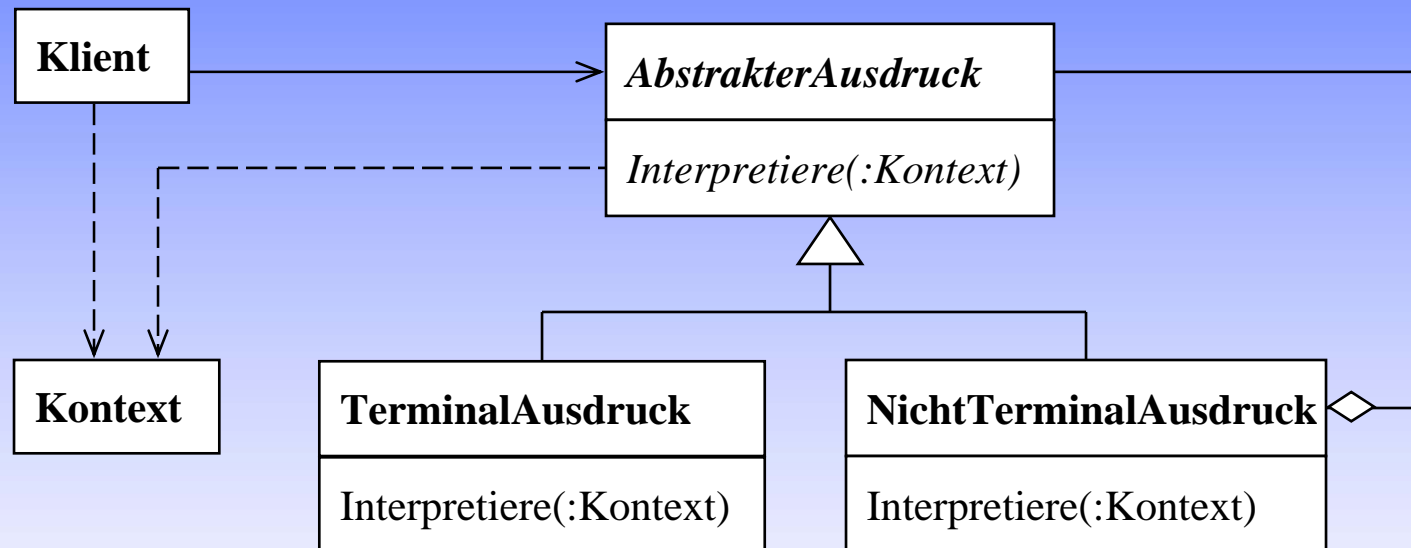 Klient
AbstrakterAusdruck
Interpretiere(:Kontext)
Kontext
TerminalAusdruck
Interpretiere(:Kontext)
NichtTerminalAusdruck
Interpretiere(:Kontext)